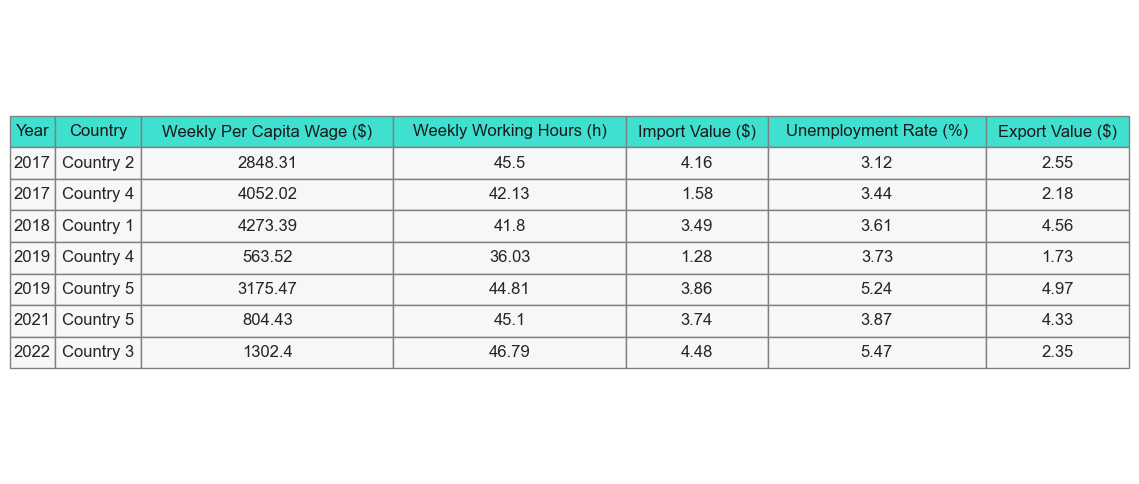 Year Country Weekly Per Capita Wage ($) Weekly Working Hours (h) Import Value ($) Unemployment Rate (%) Export Value ($)
2017 Country 2 2848.31 45.5 4.16 3.12 2.55
2017 Country 4 4052.02 42.13 1.58 3.44 2.18
2018 Country 1 4273.39 41.8 3.49 3.61 4.56
2019 Country 4 563.52 36.03 1.28 3.73 1.73
2019 Country 5 3175.47 44.81 3.86 5.24 4.97
2021 Country 5 804.43 45.1 3.74 3.87 4.33
2022 Country 3 1302.4 46.79 4.48 5.47 2.35